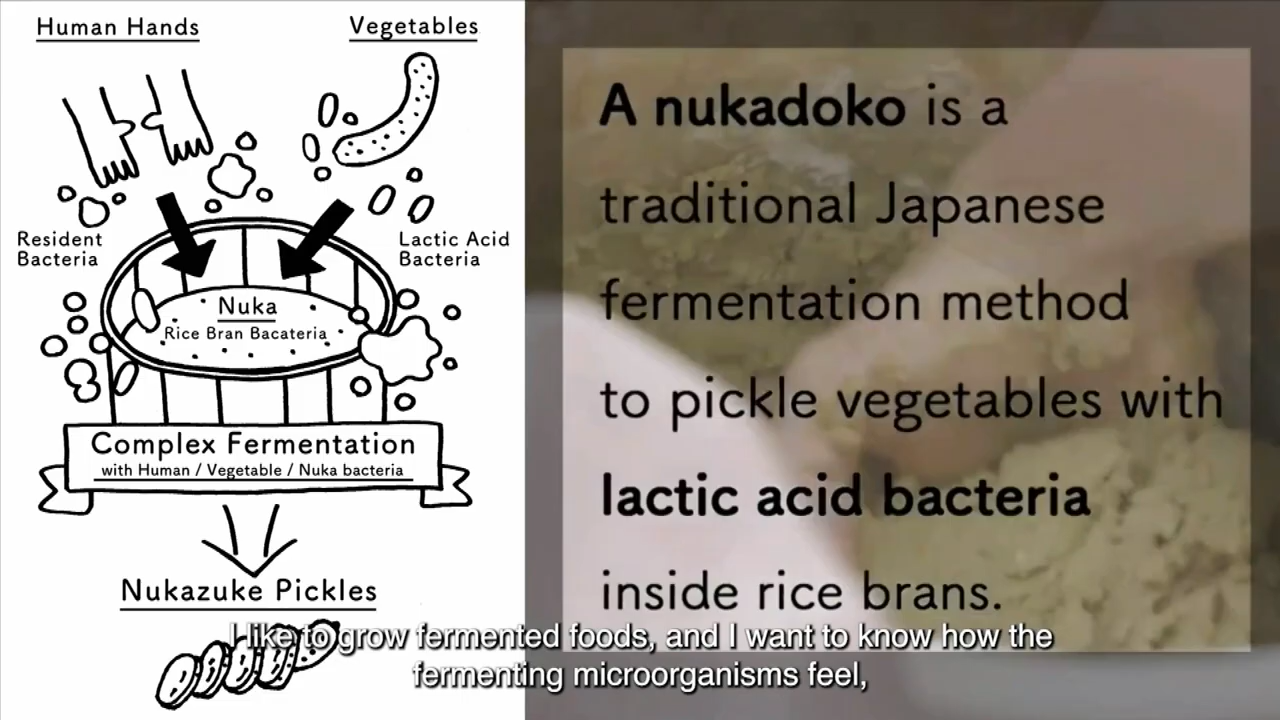 Human Hands
Vegetables
Resident
Bacteria
Lactic Acid
Bacteria
Nuka
Rice Bran Bacateria
Complex Fermentation
with Human / Vegetable / Nuka bacteria
Nukazuke Pickles
A nukadoko is a
traditional Japanese
fermentation method
to pickle vegetables with
lactic acid bacteria
inside rice brans.
I like to grow fermented foods, and I want to know how the
fermenting microorganisms feel,